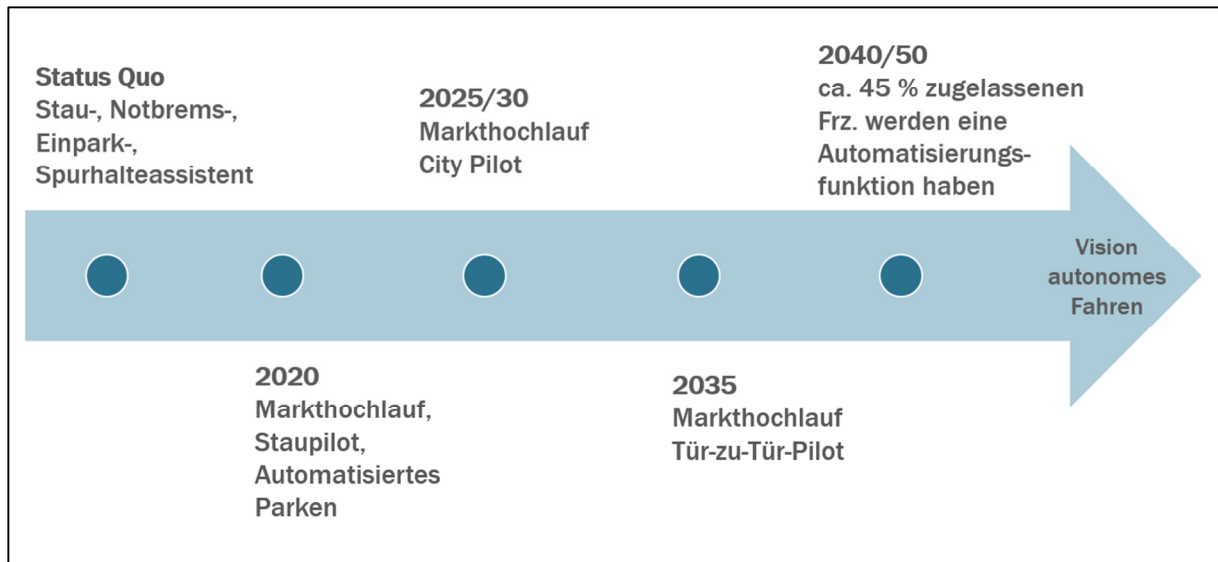 Status Quo
Stau-, Notbrems-,
Einpark-,
Spurhalteassistent
2020
Markthochlauf,
Staupilot,
Automatisiertes
Parken
2025/30
Markthochlauf
City Pilot
2035
Markthochlauf
Tür-zu-Tür-Pilot
2040/50
ca. 45 % zugelassenen
Frz. werden eine
Automatisierungs-
funktion haben
Vision
autonomes
Fahren